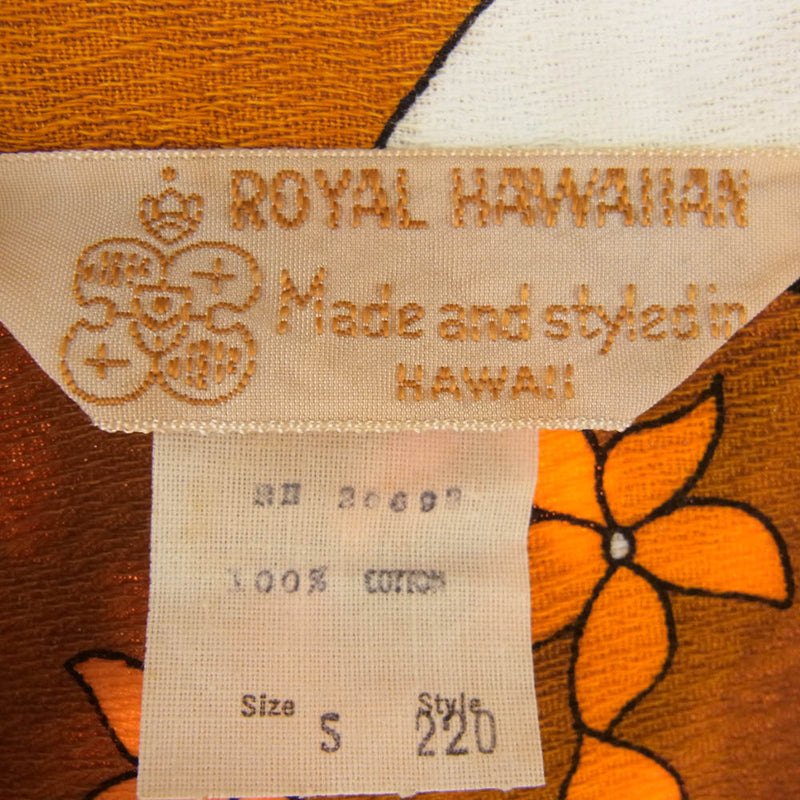 ROYAL HAWAIIAN
Made and styled in
HAWAII
100% COTTON
Size S Style 220